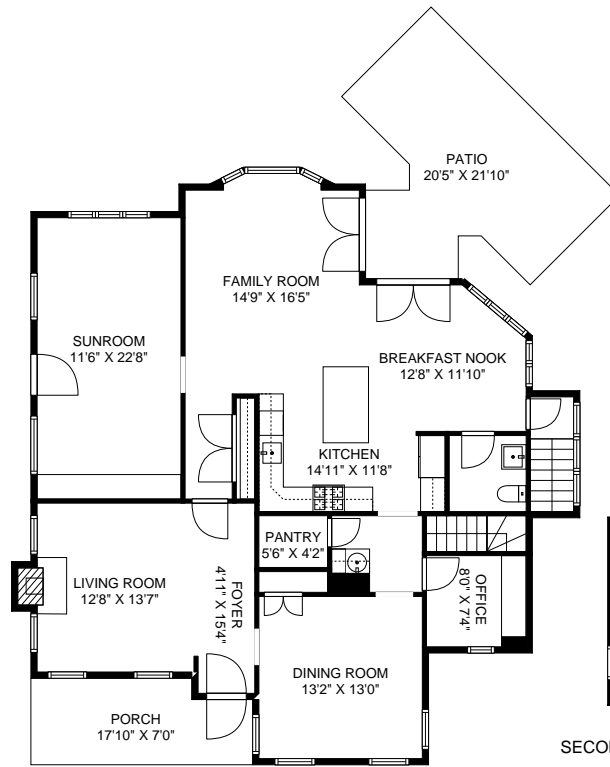 PATIO
20'5" X 21'10"
FAMILY ROOM
14'9" X 16'5"
SUNROOM
11'6" X 22'8"
BREAKFAST NOOK
12'8" X 11'10"
KITCHEN
14'11" X 11'8"
PANTRY
5'6" X 4'2"
LIVING ROOM
12'8" X 13'7"
FOYER
4'11" X 15'4"
OFFICE
8'0" X 7'4"
DINING ROOM
13'2" X 13'0"
PORCH
17'10" X 7'0"
SECO